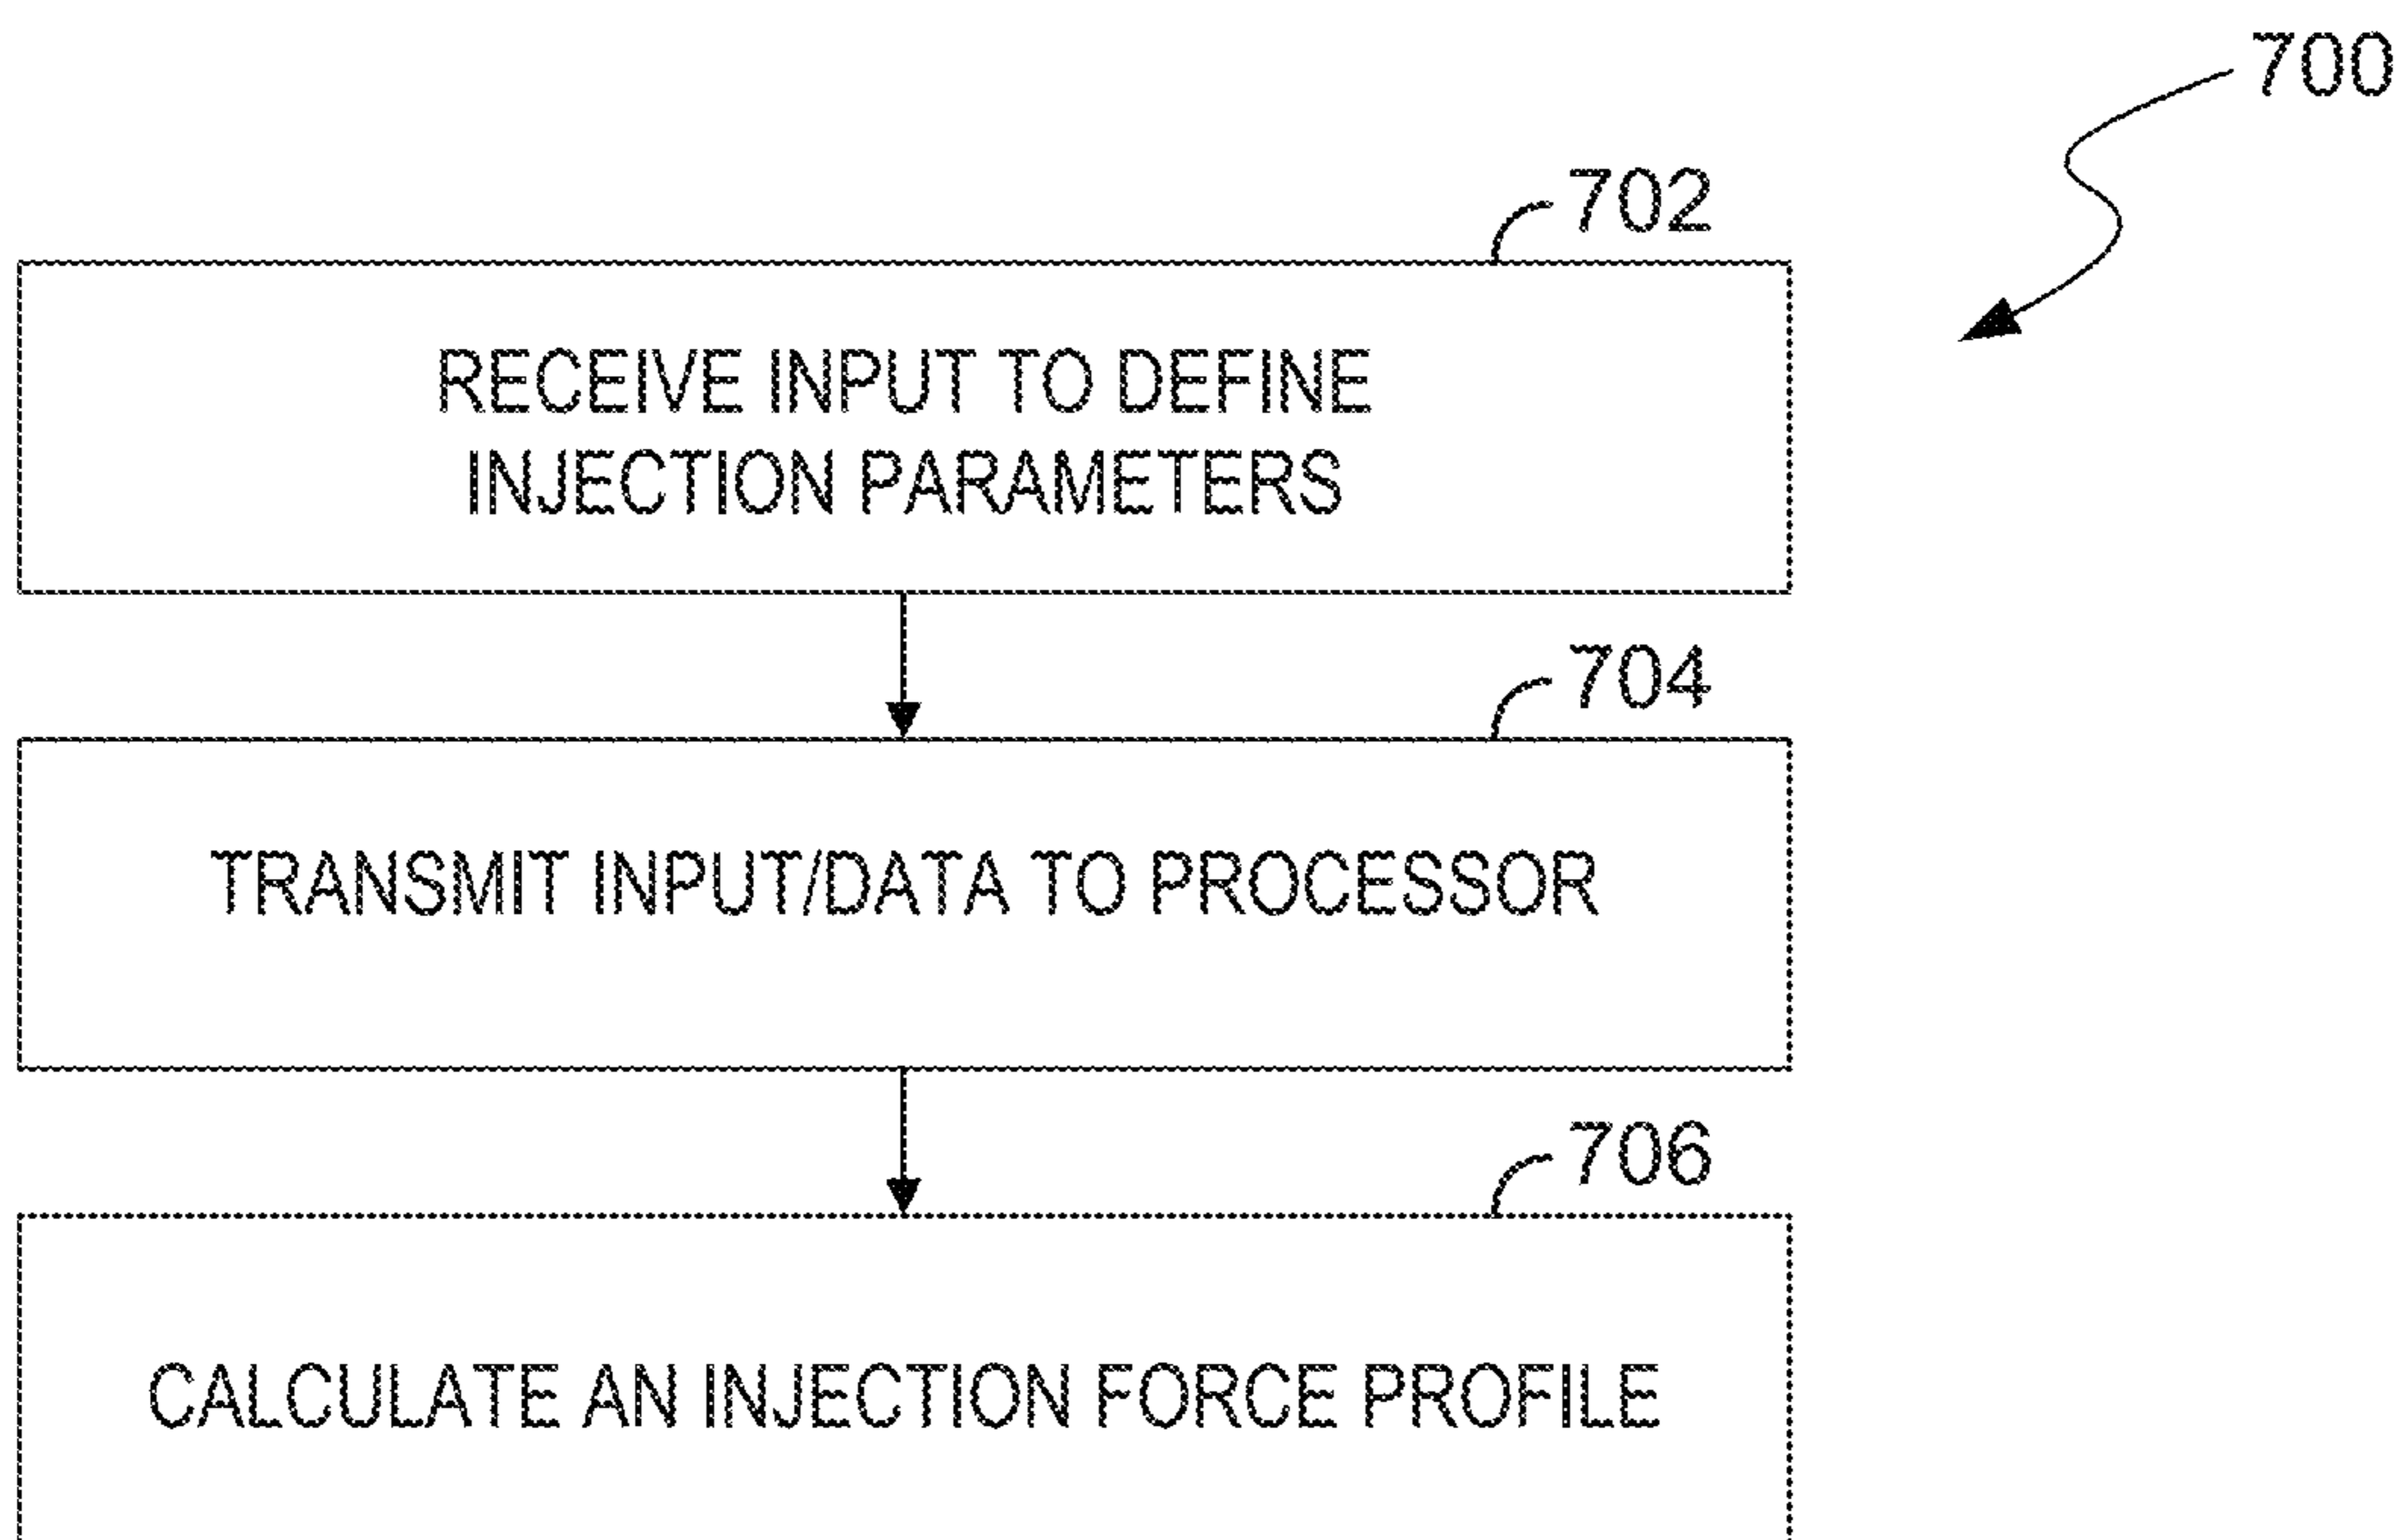 700
702
RECEIVE INPUT TO DEFINE
INJECTION PARAMETERS
704
TRANSMIT INPUT/DATA TO PROCESSOR
706
CALCULATE AN INJECTION FORCE PROFILE